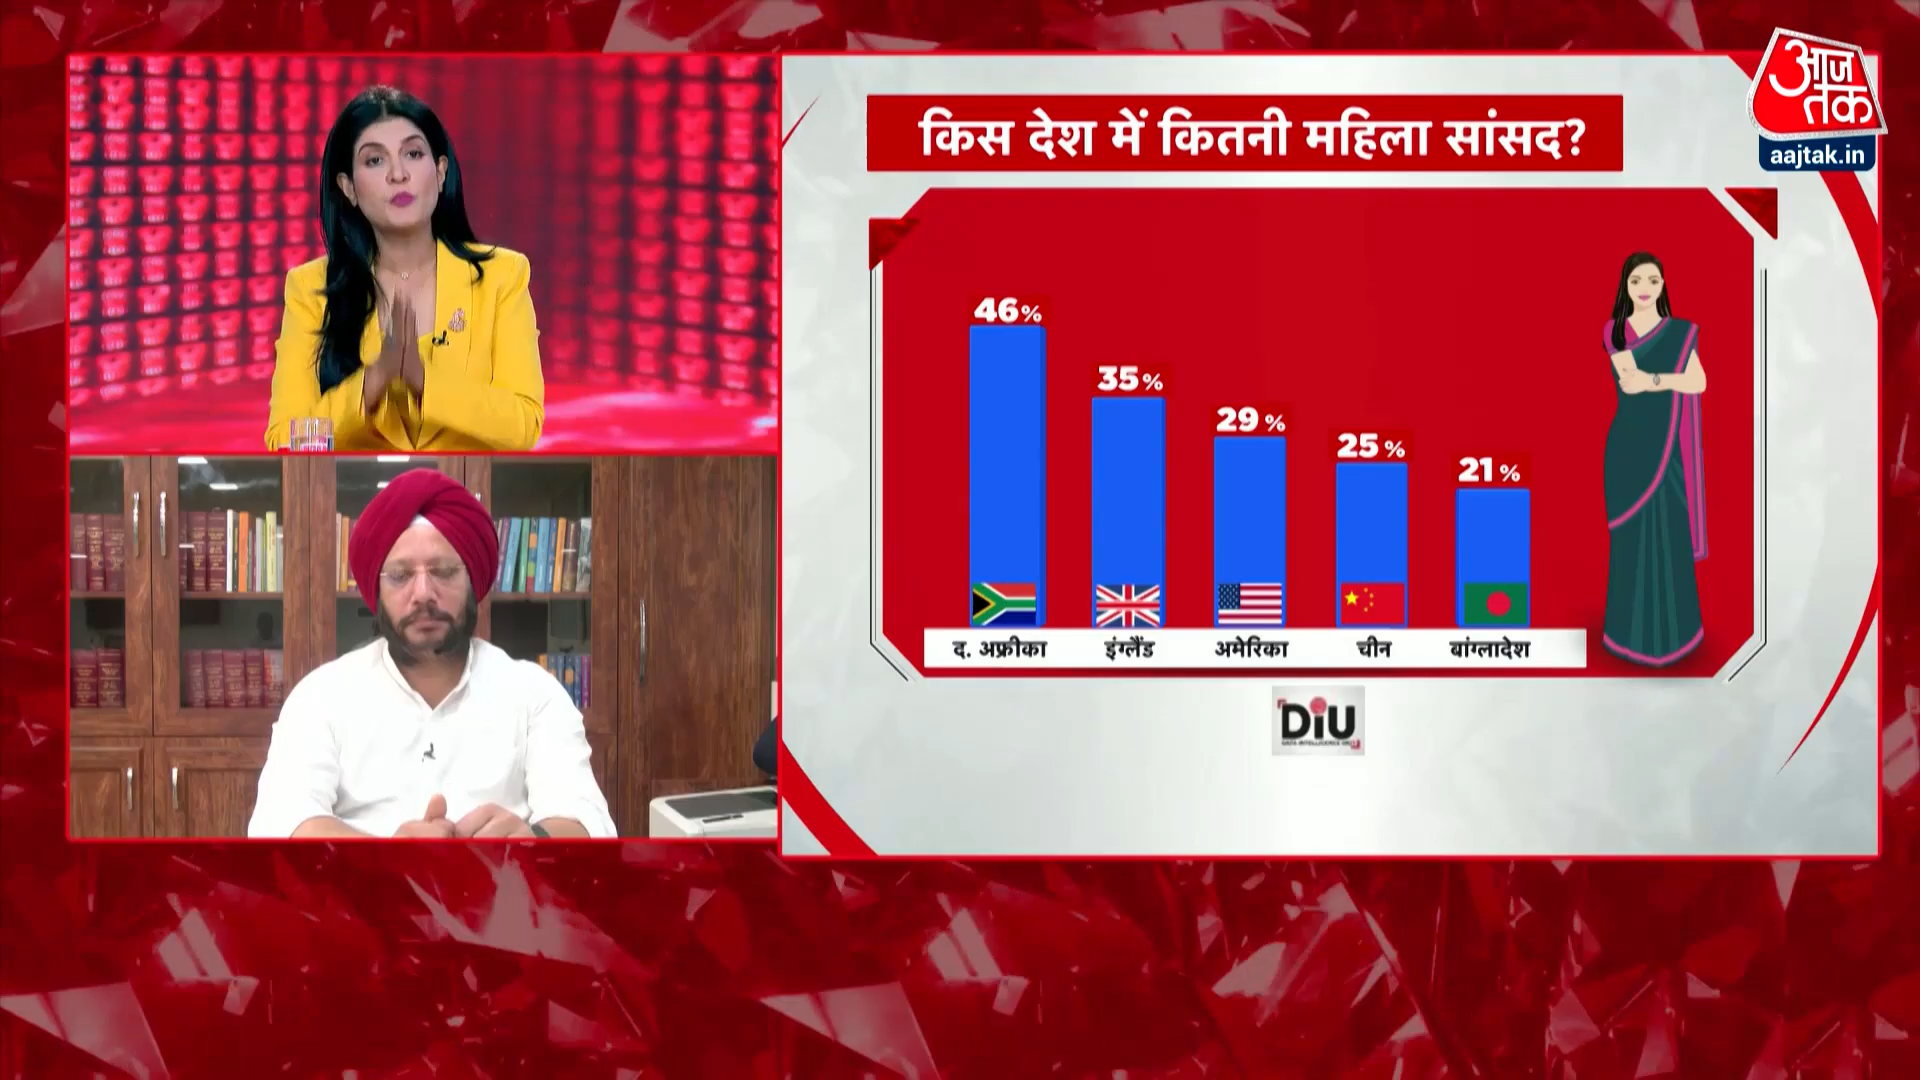 आज
तक
aajtak.in
किस देश में कितनी महिला सांसद?
46%
35%
29%
25%
21%
द. अफ्रीका
इंग्लैंड
अमेरिका
चीन
बांग्लादेश
DIU